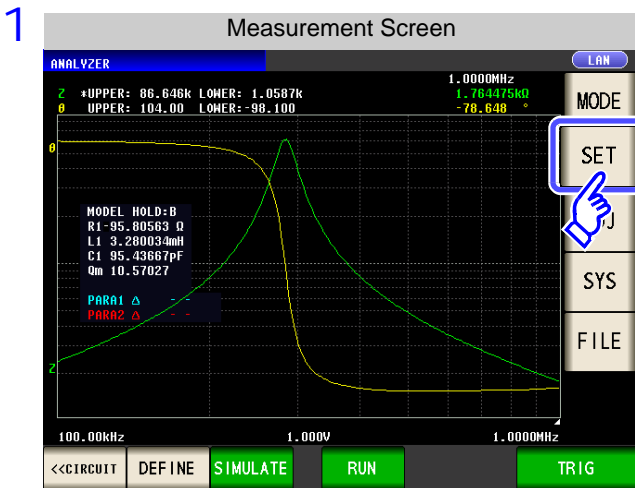 1
Measurement Screen
ANALYZER
LAN
1.0000MHz
Z *UPPER: 86.646k LOWER: 1.0587k 1.764475kΩ
θ UPPER: 104.00 LOWER:-98.100 -78.648 °
MODE
θ
SET
MODEL HOLD:B
R1-95.80563 Ω
L1 3.280034mH
C1 95.43667pF
Qm 10.57027
SYS
PARA1 Δ - -
PARA2 Δ - -
FILE
Z
100.00kHz 1.000V 1.0000MHz
<<CIRCUIT DEFINE SIMULATE RUN TRIG